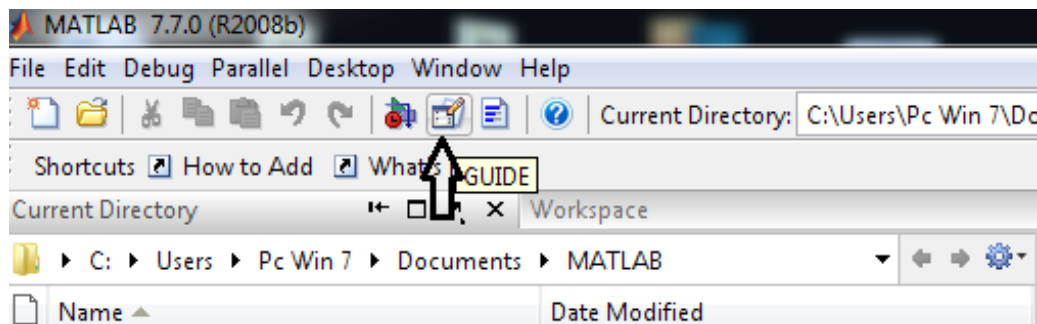 MATLAB 7.7.0 (R2008b)
File Edit Debug Parallel Desktop Window Help
Current Directory: C:\Users\Pc Win 7\Do
Shortcuts How to Add What's
GUIDE
Current Directory Workspace
C: Users Pc Win 7 Documents MATLAB
Name Date Modified